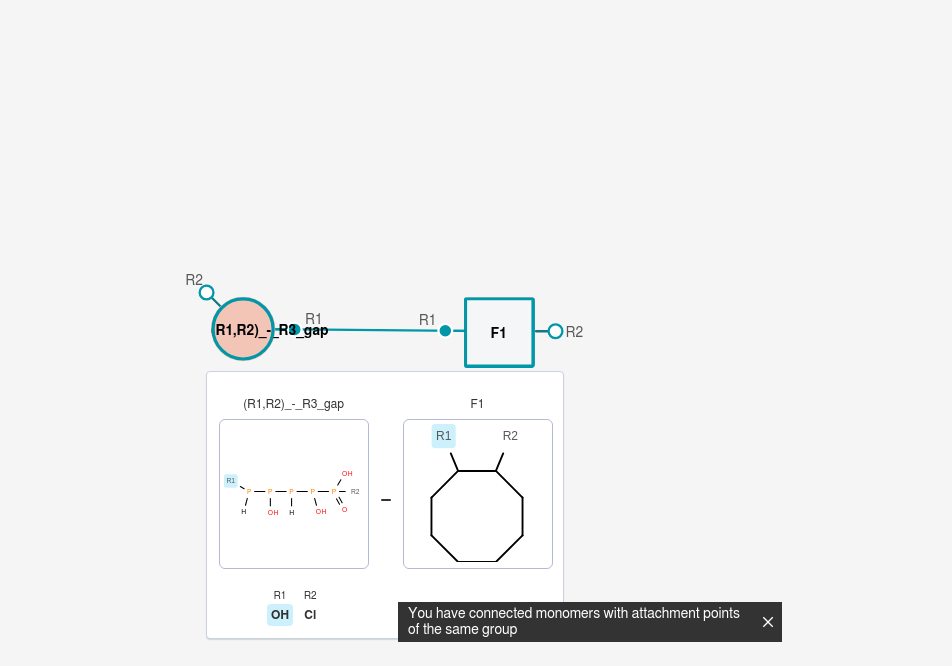 R2
R1
R1
(R1,R2)_-_R3_gap
F1
R2
(R1,R2)_-_R3_gap
F1
R1
R2
OH
R1
P
P
P
P
P
R2
H
OH
H
OH
O
R1
R2
OH
Cl
You have connected monomers with attachment points
of the same group